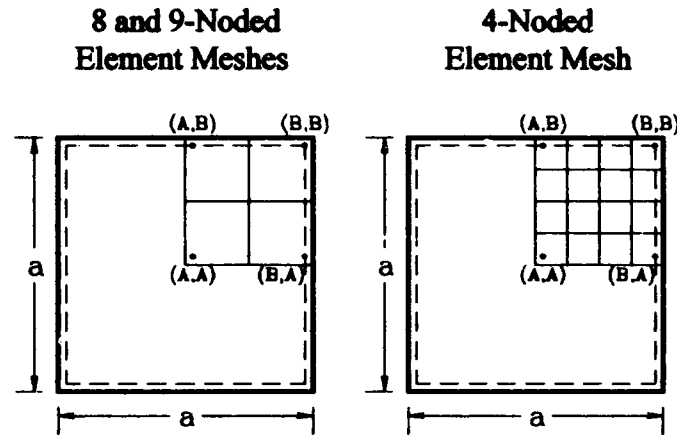 8 and 9-Noded
Element Meshes
4-Noded
Element Mesh
(A,B) (B,B)
(A,B) (B,B)
a
a
(A,A) (B,A)
(A,A) (B,A)
a
a